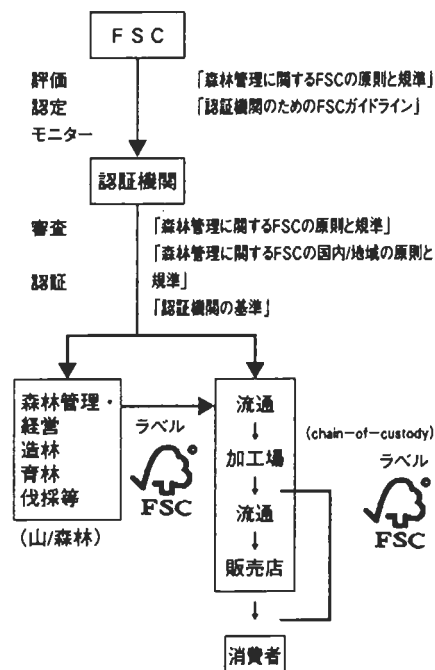 FSC
評価
「森林管理に関するFSCの原則と規準」
認定
「認証機関のためのFSCガイドライン」
モニター
認証機関
審査
「森林管理に関するFSCの原則と規準」
「森林管理に関するFSCの国内/地域の原則と
認証
規準」
「認証機関の基準」
森林管理・
経営
造林
育林
伐採等
(山/森林)
ラベル
FSC
流通
加工場
流通
販売店
消費者
(chain-of-custody)
ラベル
FSC